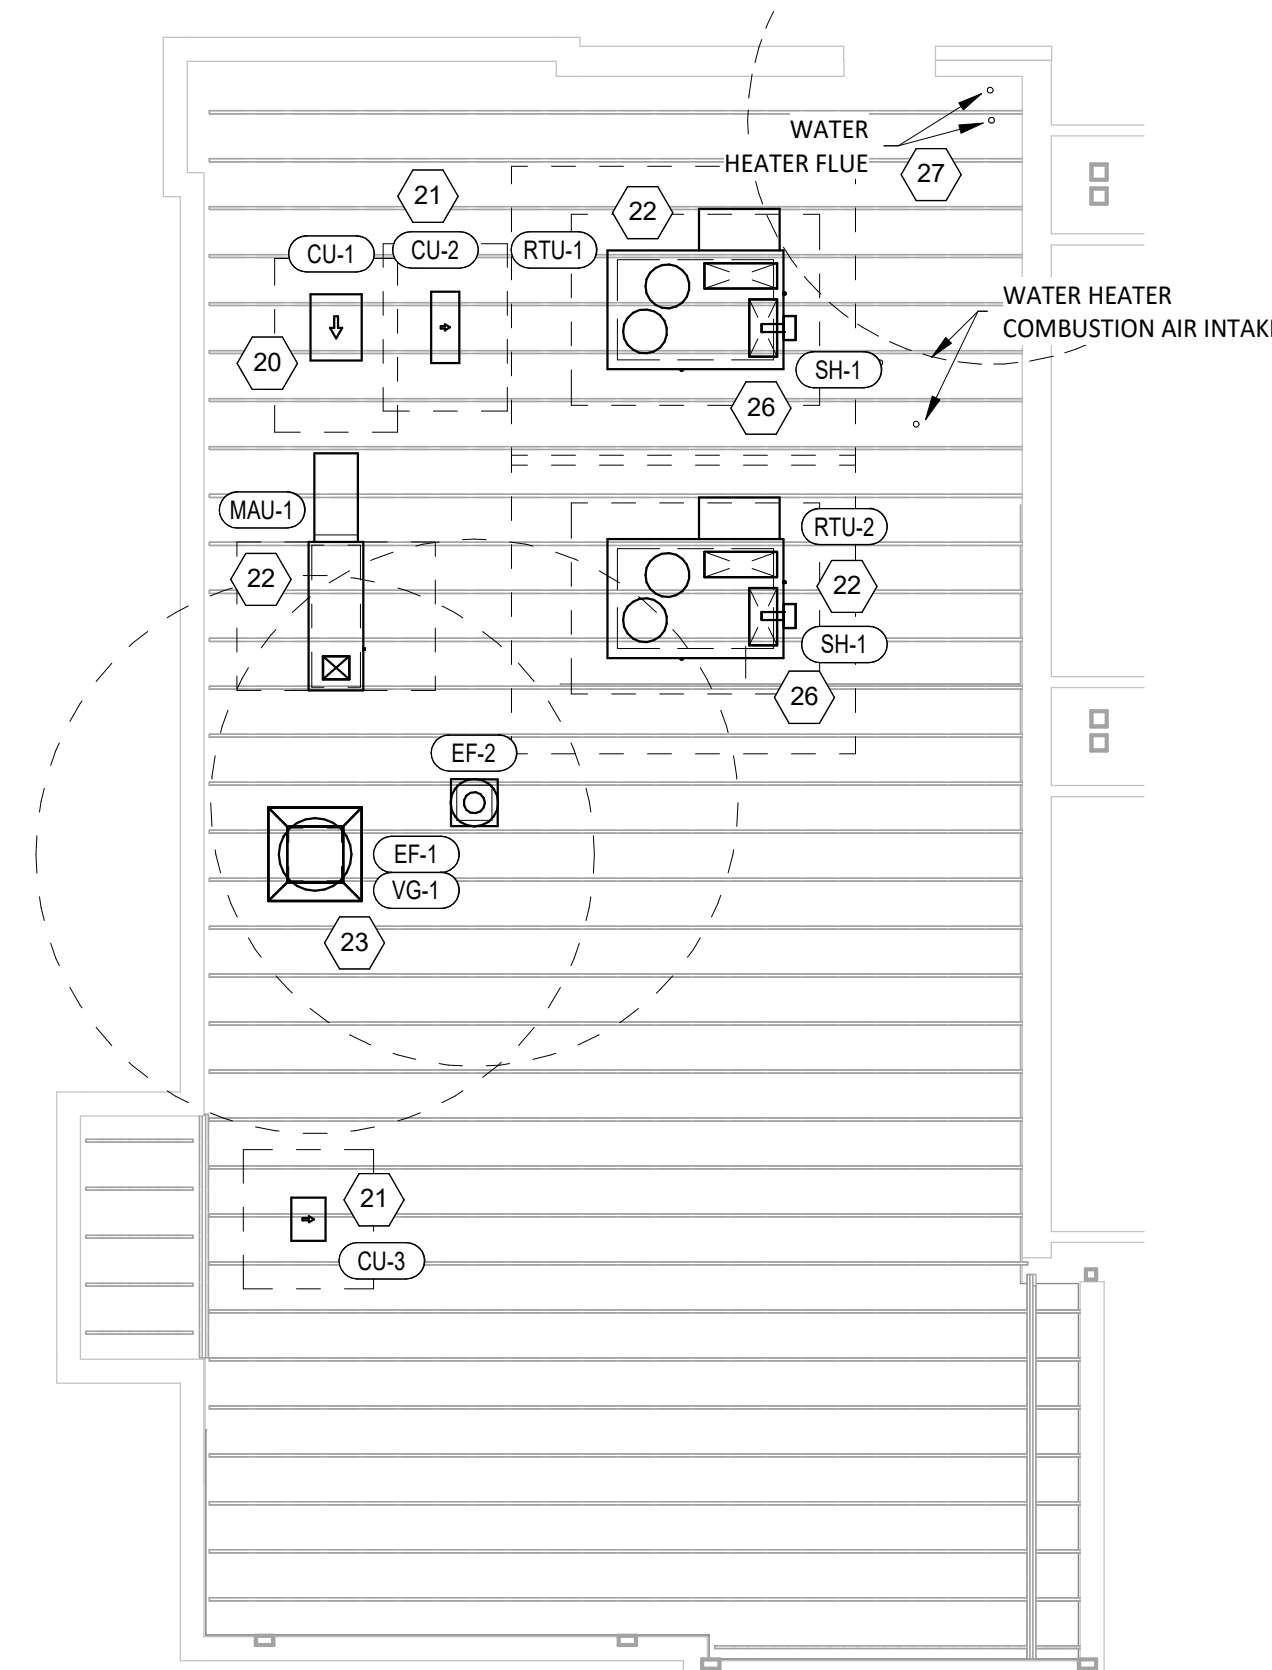 WATER
HEATER FLUE
27
21
22
CU-1
CU-2
RTU-1
WATER HEATER
COMBUSTION AIR INTAKE
20
SH-1
26
MAU-1
RTU-2
22
22
SH-1
26
EF-2
EF-1
VG-1
23
21
CU-3